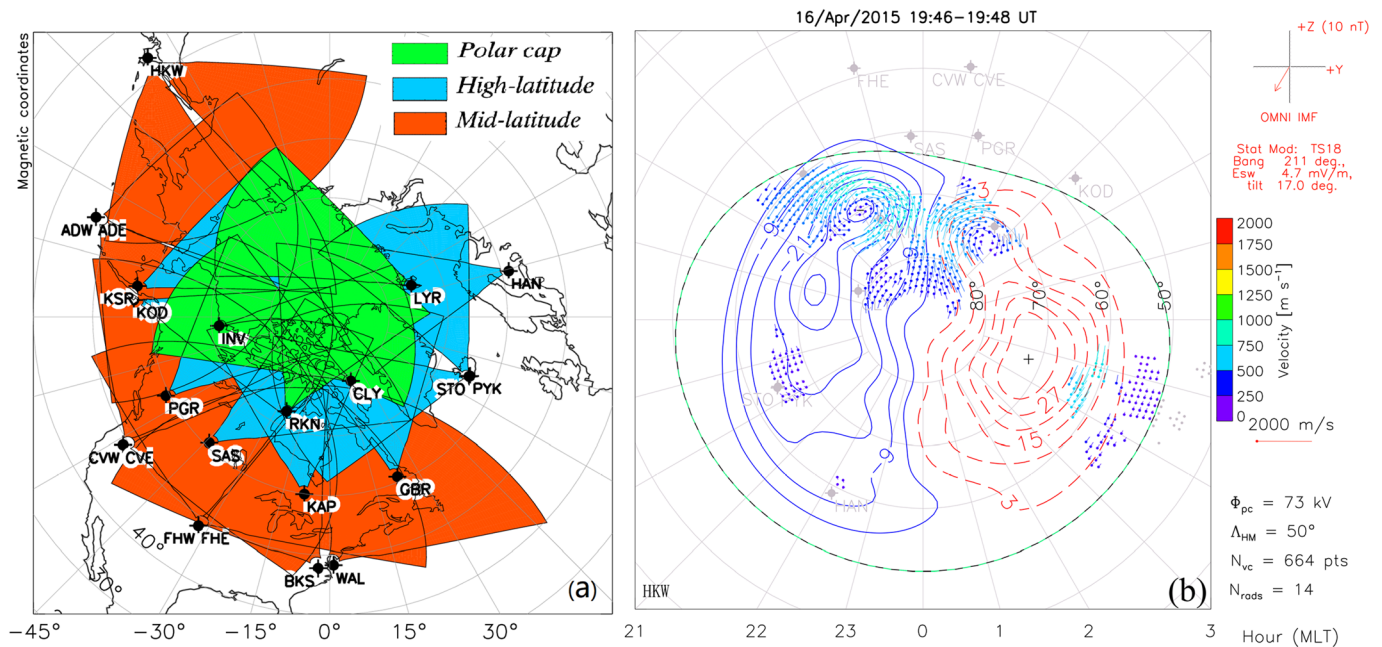 Magnetic coordinates
Polar cap
High-latitude
Mid-latitude
HKW
ADW ADE
KSR
KOD
HAN
LYR
INV
STO PYK
CLY
PGR
RKN
CVW CVE
SAS
GBR
KAP
FHW FHE
40°
BKS
WAL
(a)
-45°
-30°
-15°
0°
15°
30°
16/Apr/2015 19:46-19:48 UT
FHE
CVW CVE
SAS
PGR
KOD
STO PYK
HAN
-9
-21
9
-9
3
27
15
3
80°
70°
60°
50°
HKW
(b)
21
22
23
0
1
2
3
Hour (MLT)
+Z (10 nT)
+Y
OMNI IMF
Stat Mod: TS18
Bang 211 deg.,
Esw 4.7 mV/m,
tilt 17.0 deg.
2000
1750
1500
1250
1000
750
500
250
0
Velocity [m s⁻¹]
2000 m/s
Φpc = 73 kV
ΛHM = 50°
Nvc = 664 pts
Nrads = 14